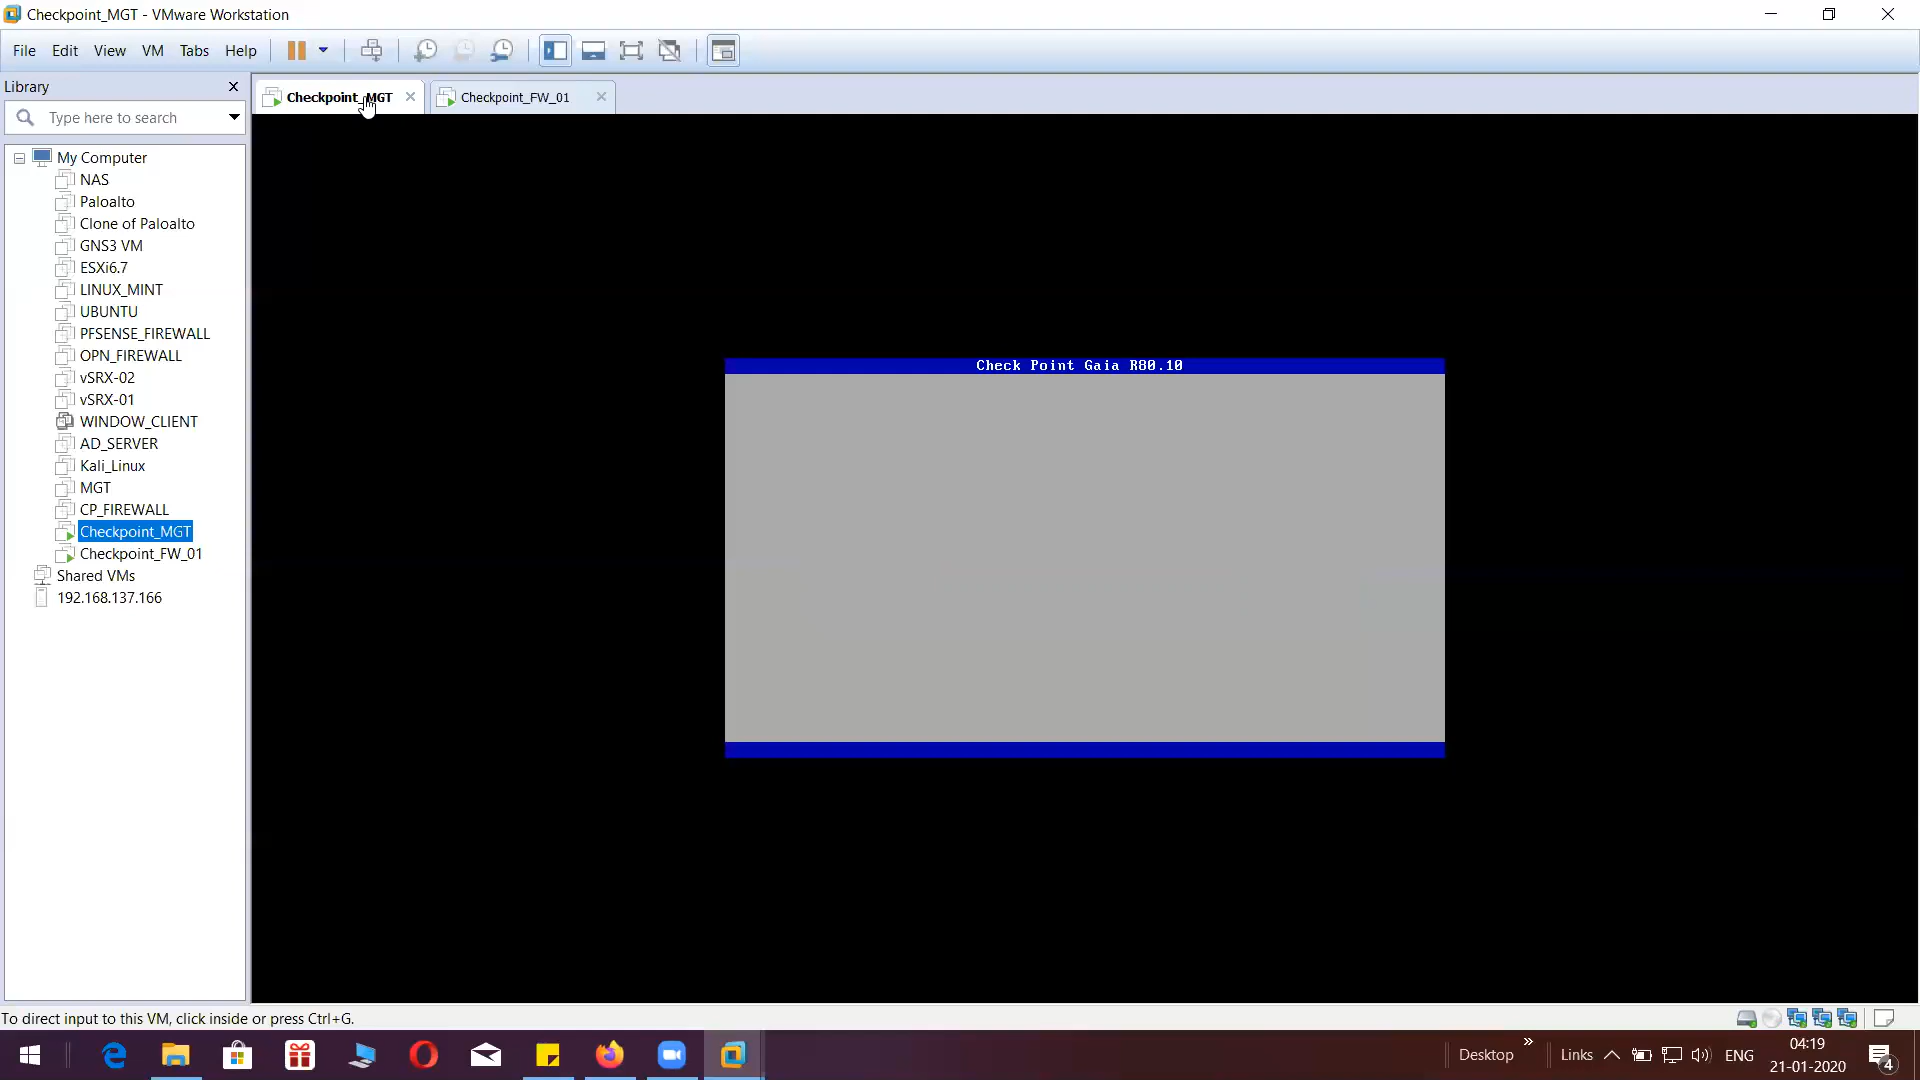 Checkpoint_MGT - VMware Workstation
File Edit View VM Tabs Help
Library
Checkpoint_MGT
Checkpoint_FW_01
Type here to search
My Computer
NAS
Paloalto
Clone of Paloalto
GNS3 VM
ESXi6.7
LINUX_MINT
UBUNTU
PFSENSE_FIREWALL
OPN_FIREWALL
vSRX-02
vSRX-01
WINDOW_CLIENT
AD_SERVER
Kali_Linux
MGT
CP_FIREWALL
Checkpoint_MGT
Checkpoint_FW_01
Shared VMs
192.168.137.166
Check Point Gaia R80.10
To direct input to this VM, click inside or press Ctrl+G.
Desktop
Links
ENG
04:19
21-01-2020
4